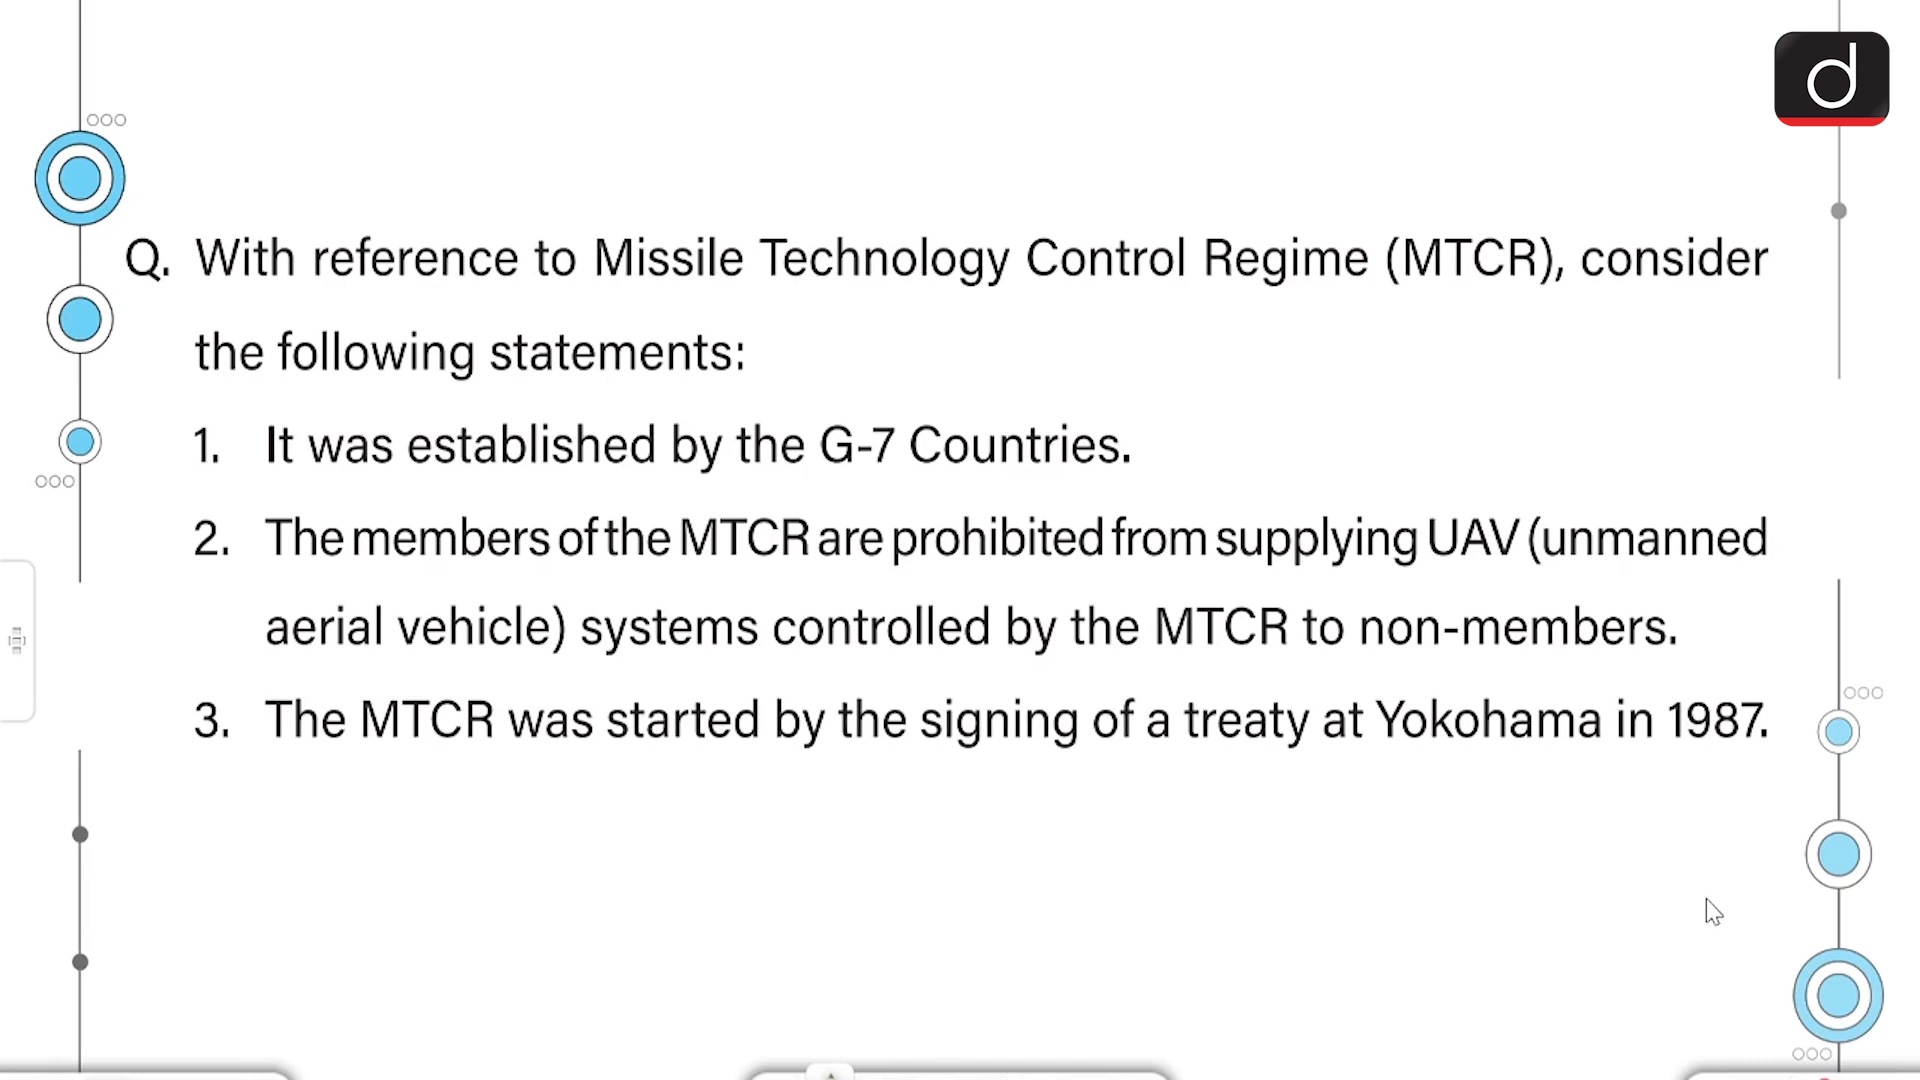 d
Q. With reference to Missile Technology Control Regime (MTCR), consider
the following statements:
1. It was established by the G-7 Countries.
2. The members of the MTCR are prohibited from supplying UAV (unmanned
aerial vehicle) systems controlled by the MTCR to non-members.
3. The MTCR was started by the signing of a treaty at Yokohama in 1987.